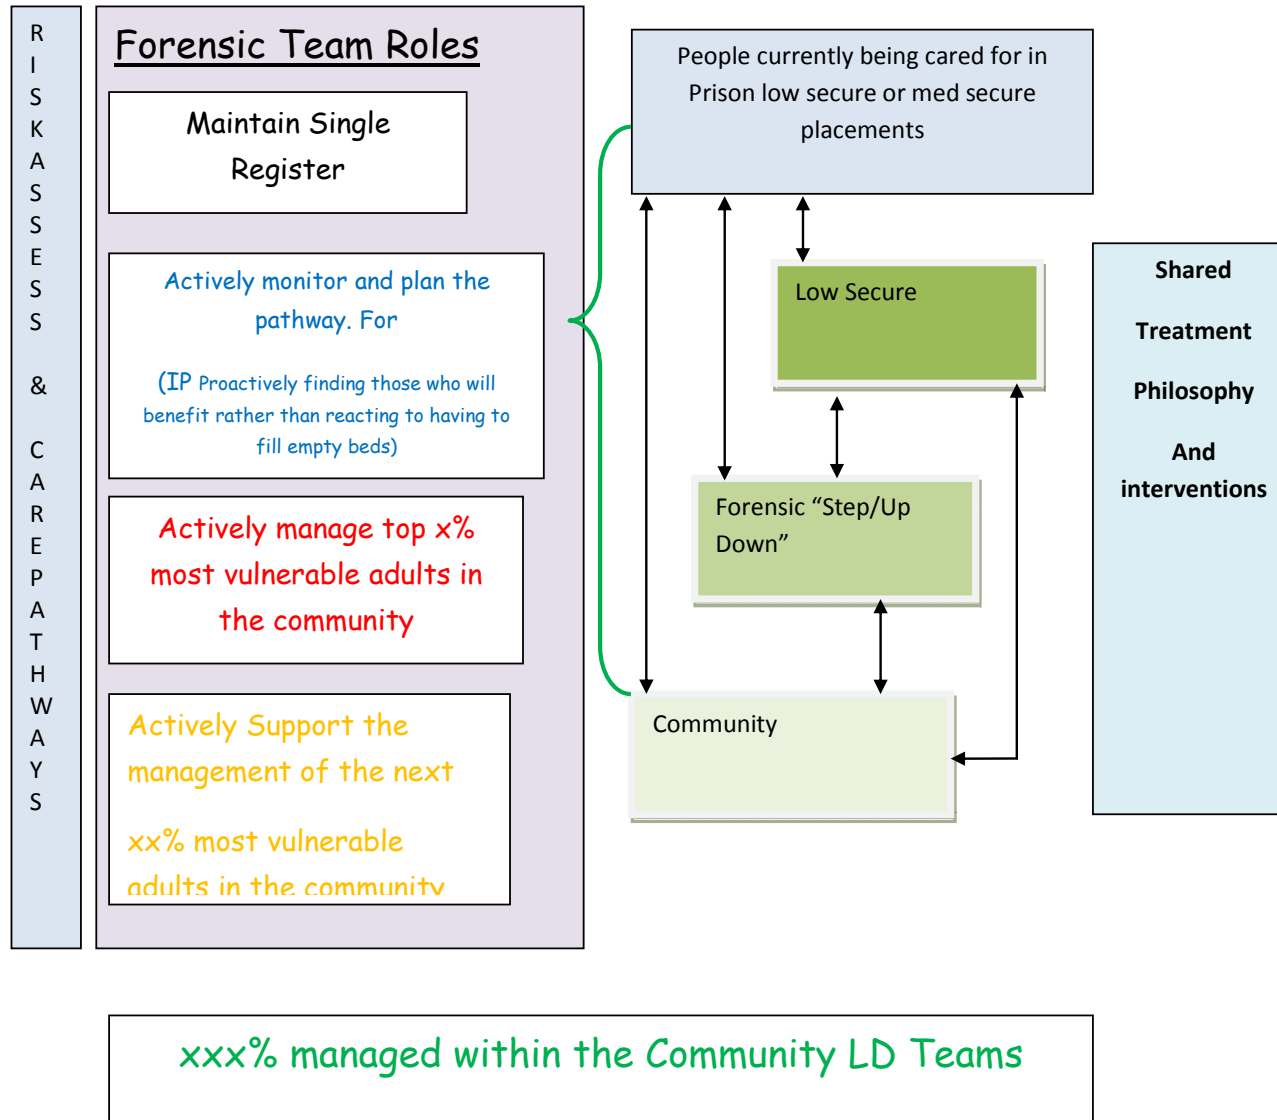 R
I
S
K
A
S
S
E
S
S
&
C
A
R
E
P
A
T
H
W
A
Y
S
Forensic Team Roles
Maintain Single
Register
Actively monitor and plan the
pathway. For
(IP Proactively finding those who will
benefit rather than reacting to having to
fill empty beds)
Actively manage top x%
most vulnerable adults in
the community
Actively Support the
management of the next
xx% most vulnerable
adults in the community
People currently being cared for in
Prison low secure or med secure
placements
Low Secure
Forensic “Step/Up
Down”
Community
Shared
Treatment
Philosophy
And
interventions
xxx% managed within the Community LD Teams